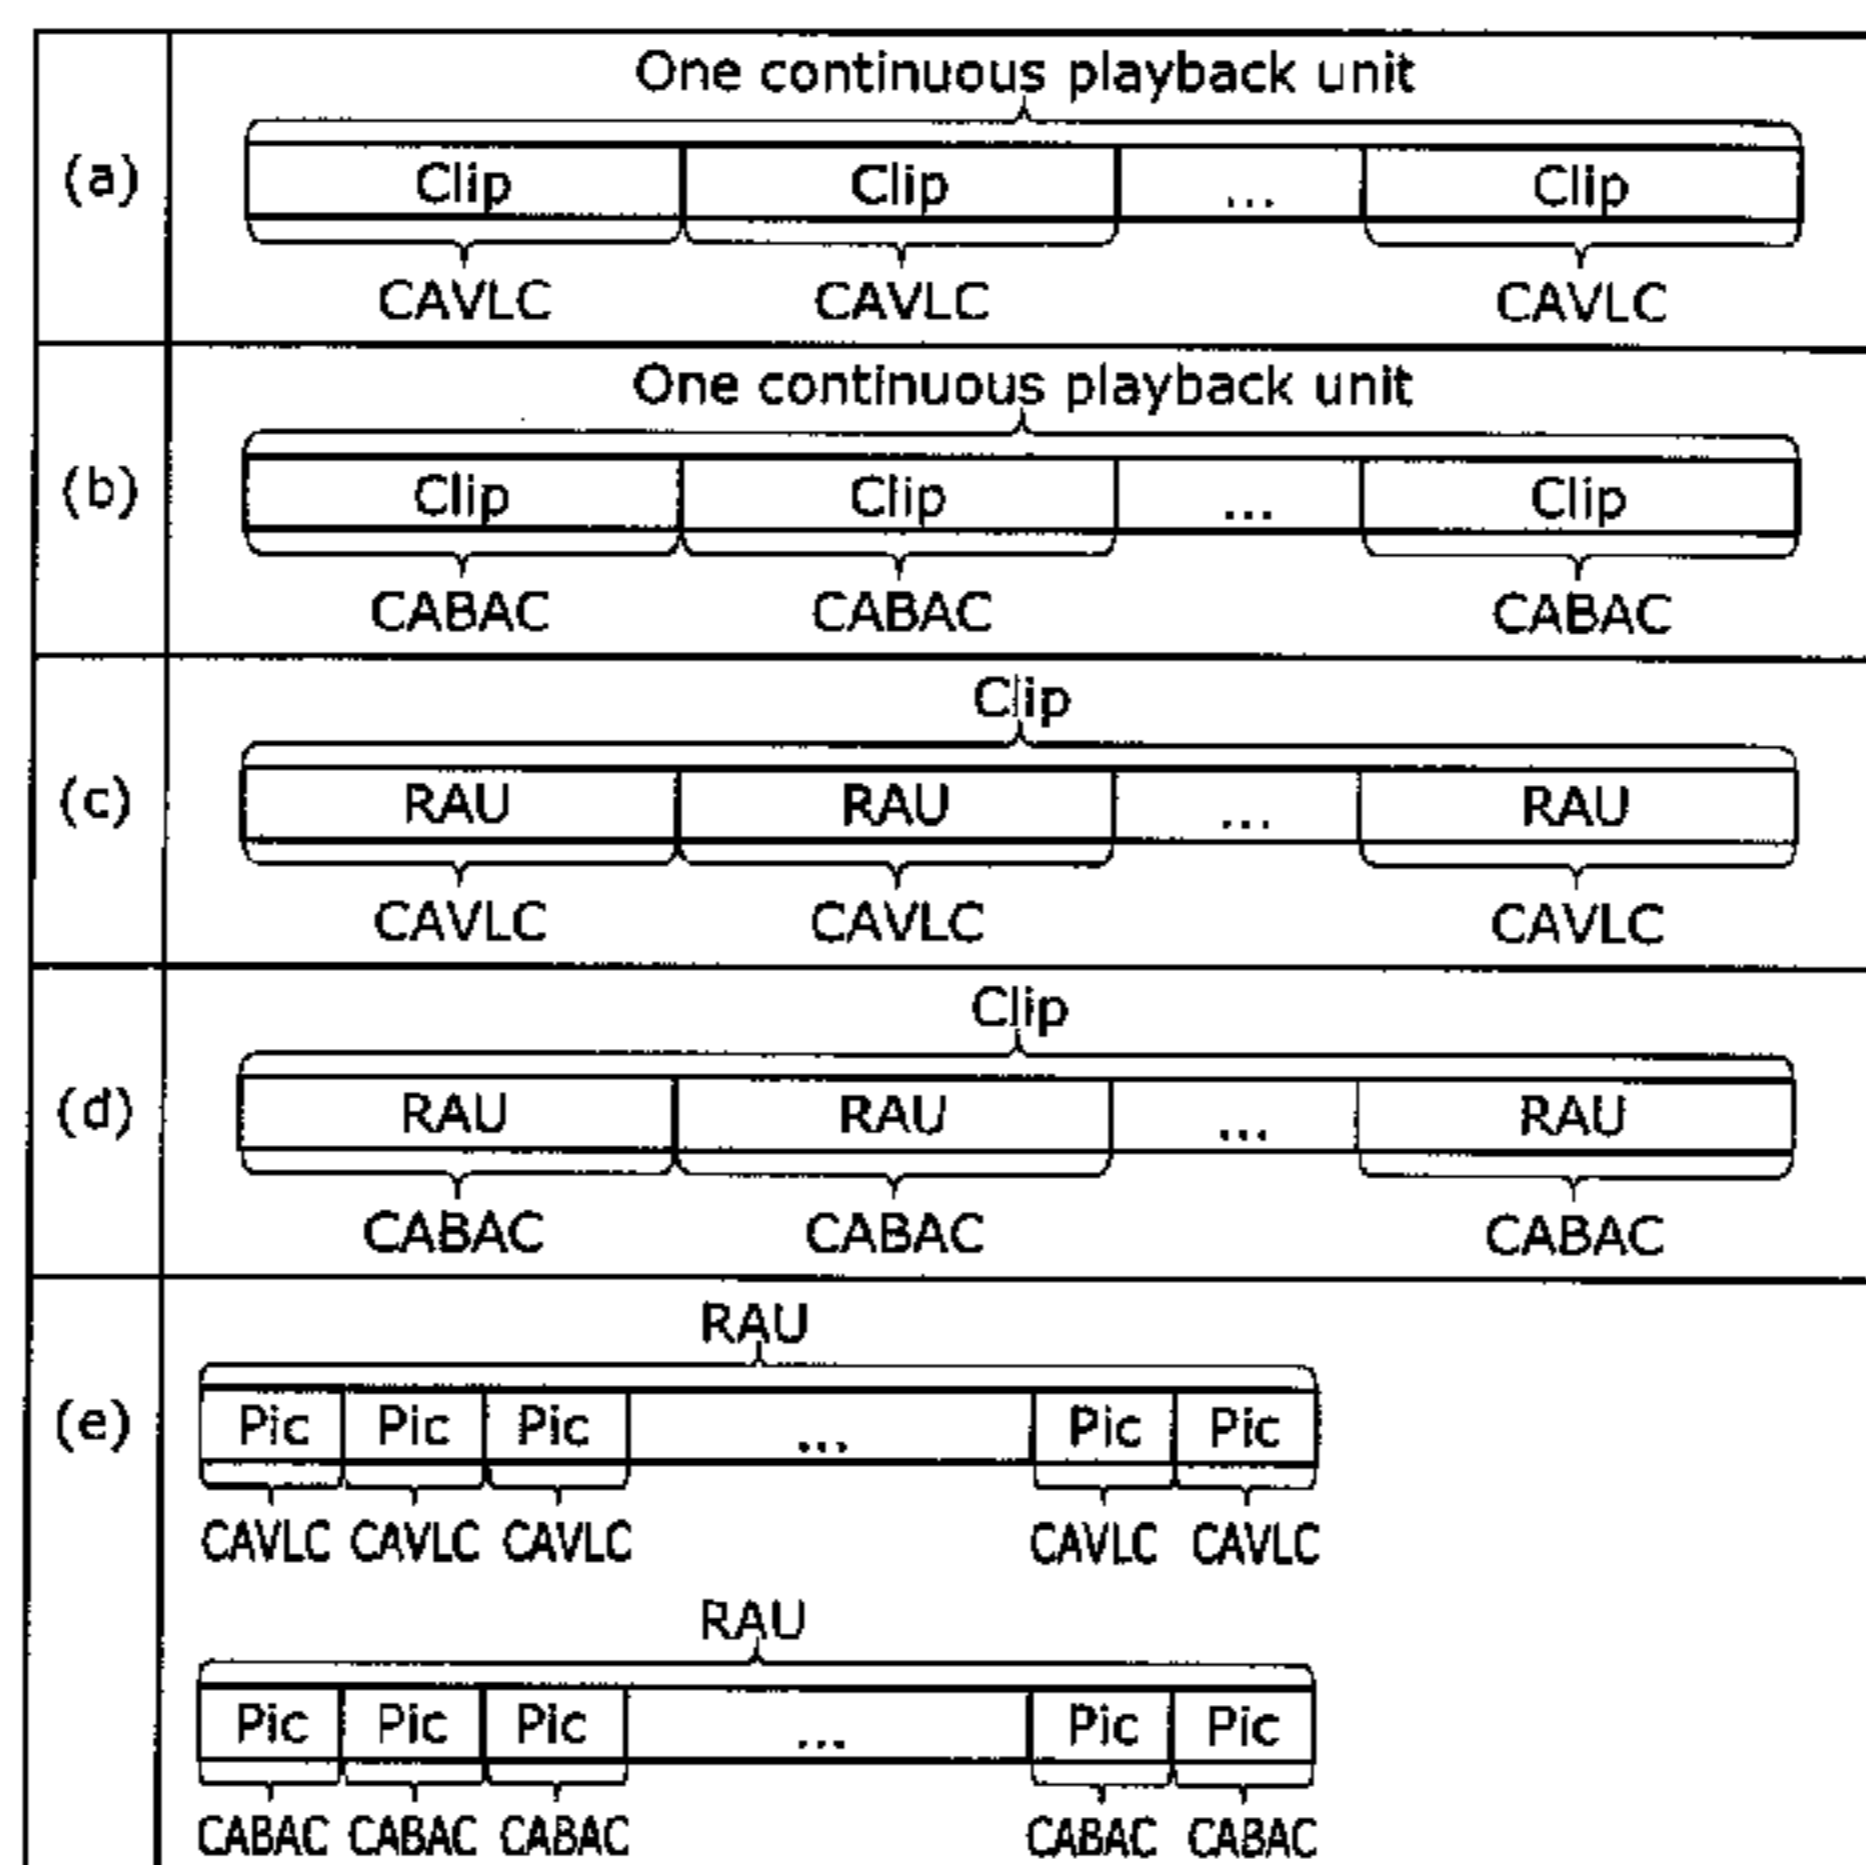 One continuous playback unit
(a) Clip Clip ... Clip
CAVLC CAVLC CAVLC
One continuous playback unit
(b) Clip Clip ... Clip
CABAC CABAC CABAC
Clip
(c) RAU RAU ... RAU
CAVLC CAVLC CAVLC
Clip
(d) RAU RAU ... RAU
CABAC CABAC CABAC
RAU
(e) Pic Pic Pic ... Pic Pic
CAVLC CAVLC CAVLC CAVLC CAVLC
RAU
Pic Pic Pic ... Pic Pic
CABAC CABAC CABAC CABAC CABAC